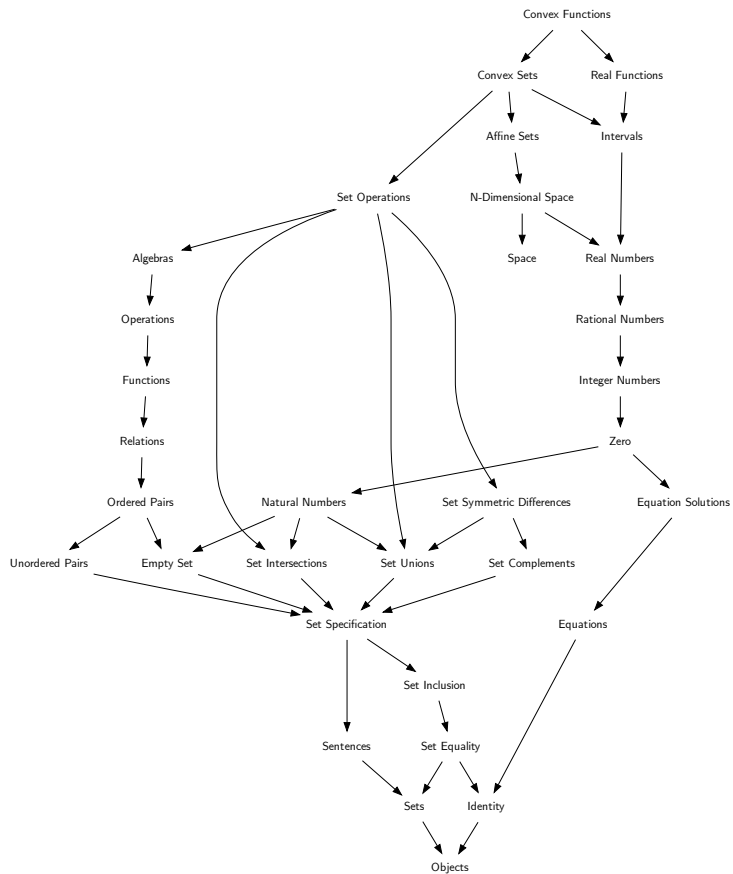 Convex Functions
Convex Sets
Real Functions
Affine Sets
Intervals
Set Operations
N-Dimensional Space
Algebras
Space
Real Numbers
Operations
Rational Numbers
Functions
Integer Numbers
Relations
Zero
Ordered Pairs
Natural Numbers
Set Symmetric Differences
Equation Solutions
Unordered Pairs
Empty Set
Set Intersections
Set Unions
Set Complements
Set Specification
Equations
Set Inclusion
Sentences
Set Equality
Sets
Identity
Objects